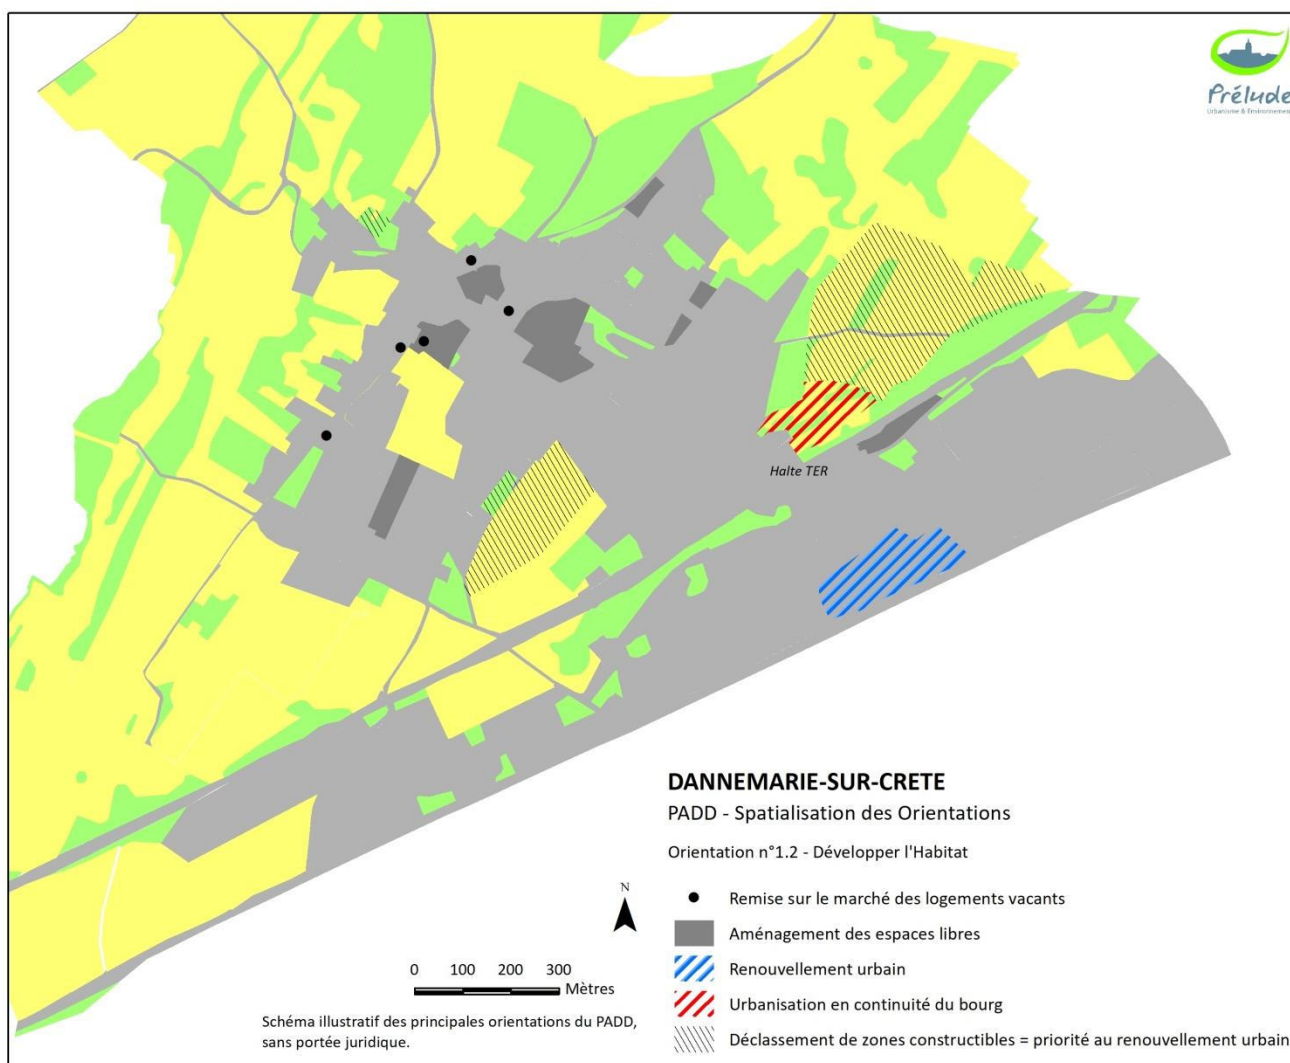 Prélude
Urbanisme & Environnement
Halte TER
DANNEMARIE-SUR-CRETE
PADD - Spatialisation des Orientations
Orientation n°1.2 - Développer l'Habitat
N
Remise sur le marché des logements vacants
Aménagement des espaces libres
Renouvellement urbain
Urbanisation en continuité du bourg
Déclassement de zones constructibles = priorité au renouvellement urbain
0 100 200 300
Mètres
Schéma illustratif des principales orientations du PADD,
sans portée juridique.